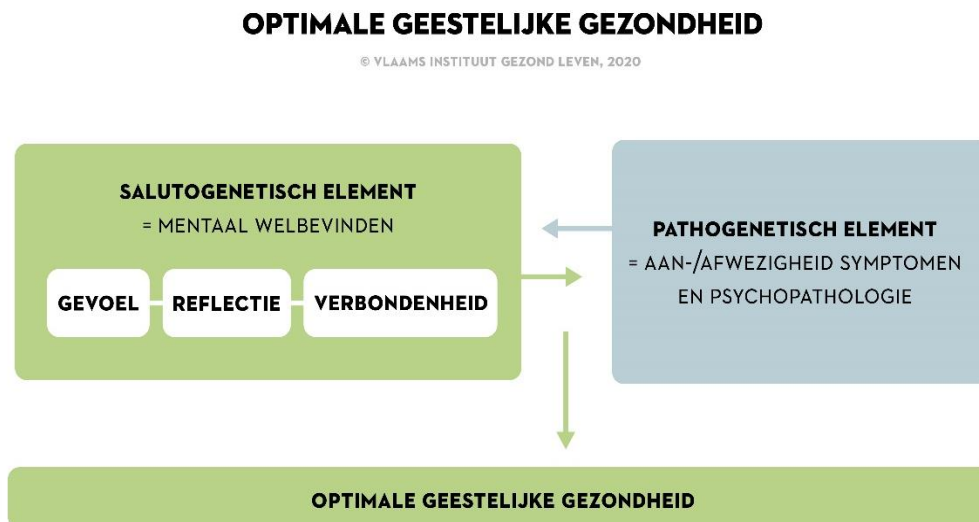 OPTIMALE GEESTELIJKE GEZONDHEID
© VLAAMS INSTITUUT GEZOND LEVEN, 2020
SALUTOGENETISCH ELEMENT
= MENTAAL WELBEVINDEN
GEVOEL
REFLECTIE
VERBONDENHEID
PATHOGENETISCH ELEMENT
= AAN-/AFWEZIGHEID SYMPTOMEN
EN PSYCHOPATHOLOGIE
OPTIMALE GEESTELIJKE GEZONDHEID